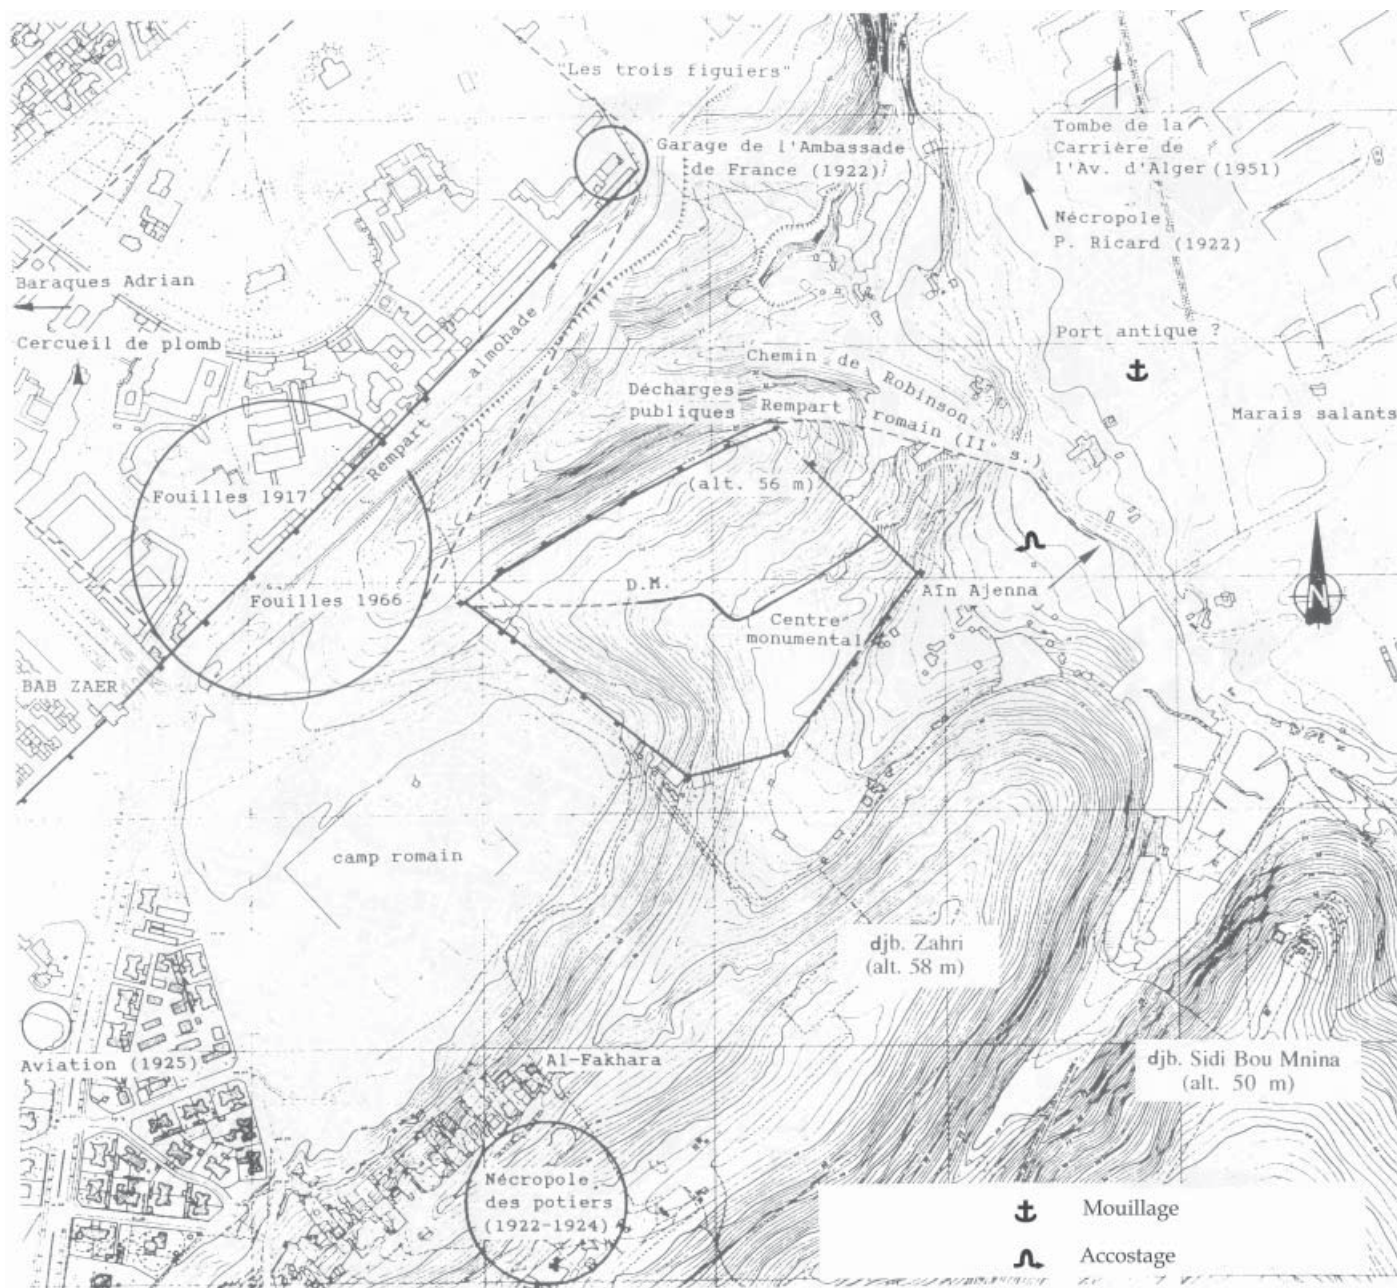 "Les trois figuiers"
Garage de l'Ambassade
de France (1922)
Tombe de la
Carrière de
l'Av. d'Alger (1951)
Nécropole
P. Ricard (1922)
Baraques Adrian
Cercueil de plomb
Rempart almohade
Port antique ?
Chemin de Robinson
Décharges
publiques
Rempart romain (II° s.)
Marais salants
(alt. 56 m)
Fouilles 1917
Fouilles 1966
D.M.
Aïn Ajenna
Centre
monumental
N
BAB ZAER
camp romain
djb. Zahri
(alt. 58 m)
Aviation (1925)
Al-Fakhara
djb. Sidi Bou Mnina
(alt. 50 m)
Nécropole
des potiers
(1922-1924)
Mouillage
Accostage